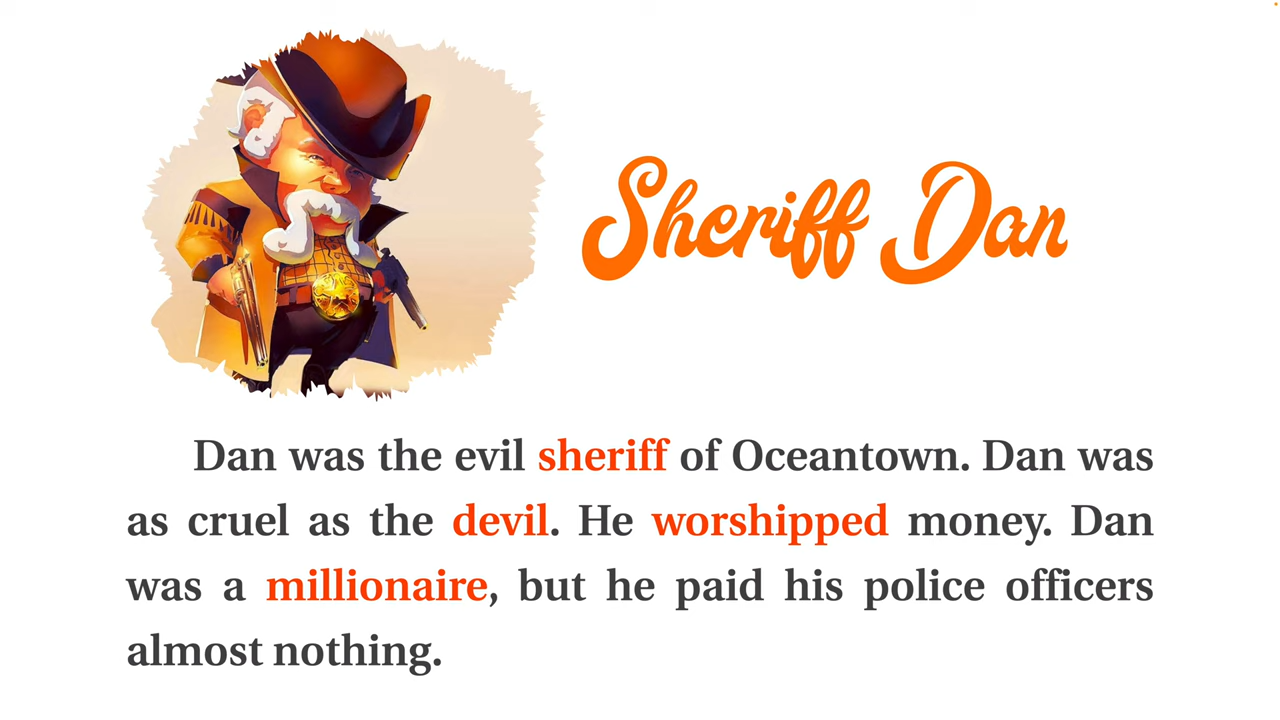 Sheriff Dan
Dan was the evil sheriff of Oceantown. Dan was
as cruel as the devil. He worshipped money. Dan
was a millionaire, but he paid his police officers
almost nothing.